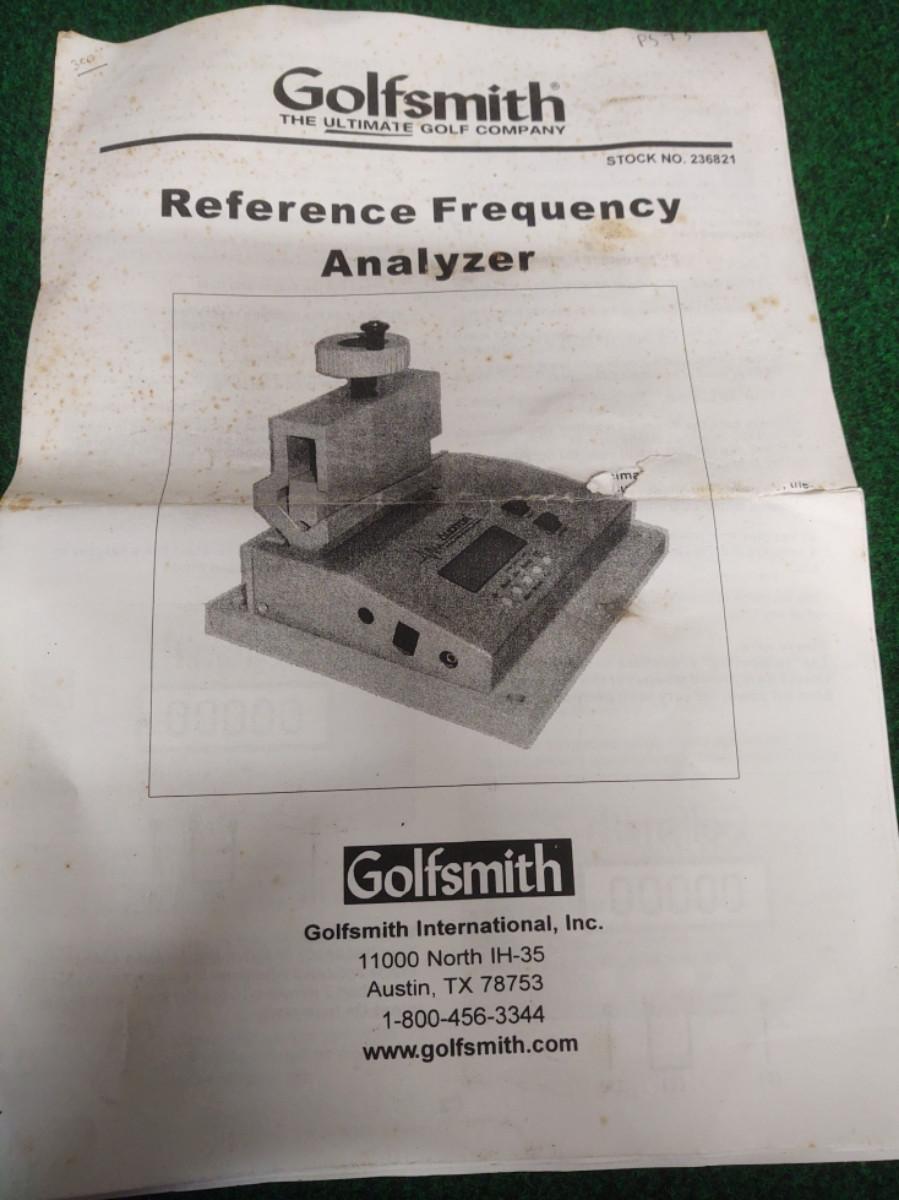 300
Golfsmith®
THE ULTIMATE GOLF COMPANY
STOCK NO. 236821
Reference Frequency
Analyzer
Golfsmith
Golfsmith International, Inc.
11000 North IH-35
Austin, TX 78753
1-800-456-3344
www.golfsmith.com